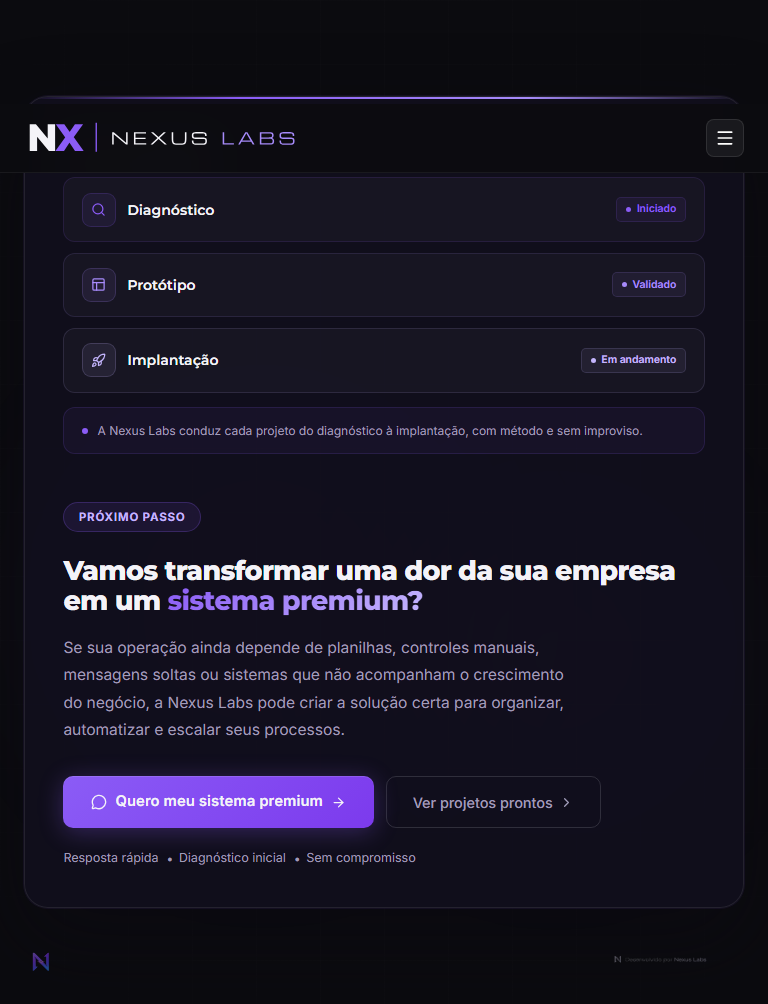 NX | NEXUS LABS
Diagnóstico
Iniciado
Protótipo
Validado
Implantação
Em andamento
A Nexus Labs conduz cada projeto do diagnóstico à implantação, com método e sem improviso.
PRÓXIMO PASSO
Vamos transformar uma dor da sua empresa
em um sistema premium?
Se sua operação ainda depende de planilhas, controles manuais,
mensagens soltas ou sistemas que não acompanham o crescimento
do negócio, a Nexus Labs pode criar a solução certa para organizar,
automatizar e escalar seus processos.
Quero meu sistema premium →
Ver projetos prontos >
Resposta rápida • Diagnóstico inicial • Sem compromisso
N
N Desenvolvido por Nexus Labs